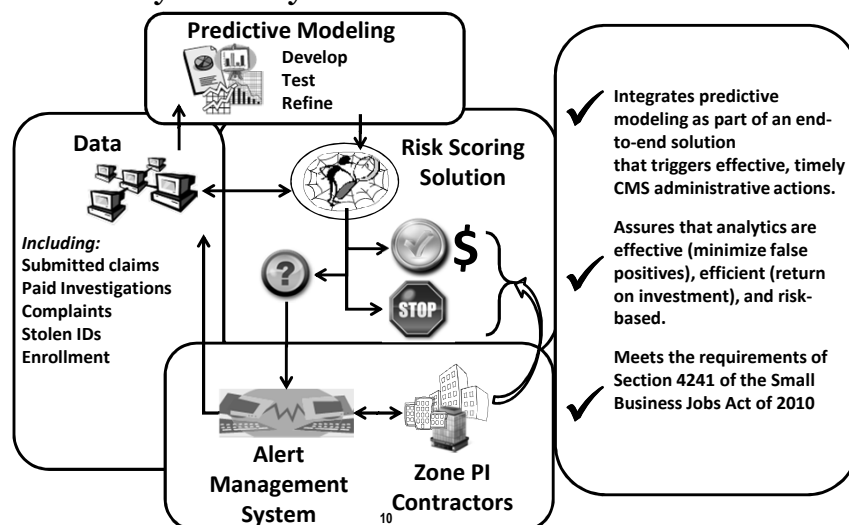 Predictive Modeling
Develop
Test
Refine
Data
Including:
Submitted claims
Paid Investigations
Complaints
Stolen IDs
Enrollment
Risk Scoring
Solution
$
?
STOP
Alert
Management
System
Zone PI
Contractors
10
Integrates predictive
modeling as part of an end-
to-end solution
that triggers effective, timely
CMS administrative actions.
Assures that analytics are
effective (minimize false
positives), efficient (return
on investment), and risk-
based.
Meets the requirements of
Section 4241 of the Small
Business Jobs Act of 2010